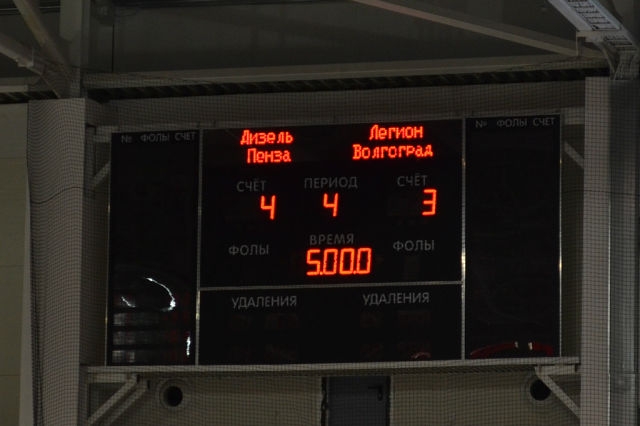 № ФОЛЫ СЧЕТ
Дизель Пенза
Легион Волгоград
№ ФОЛЫ СЧЕТ
СЧЁТ ПЕРИОД СЧЁТ
4 4 3
ФОЛЫ ВРЕМЯ ФОЛЫ
5.00.0
УДАЛЕНИЯ УДАЛЕНИЯ